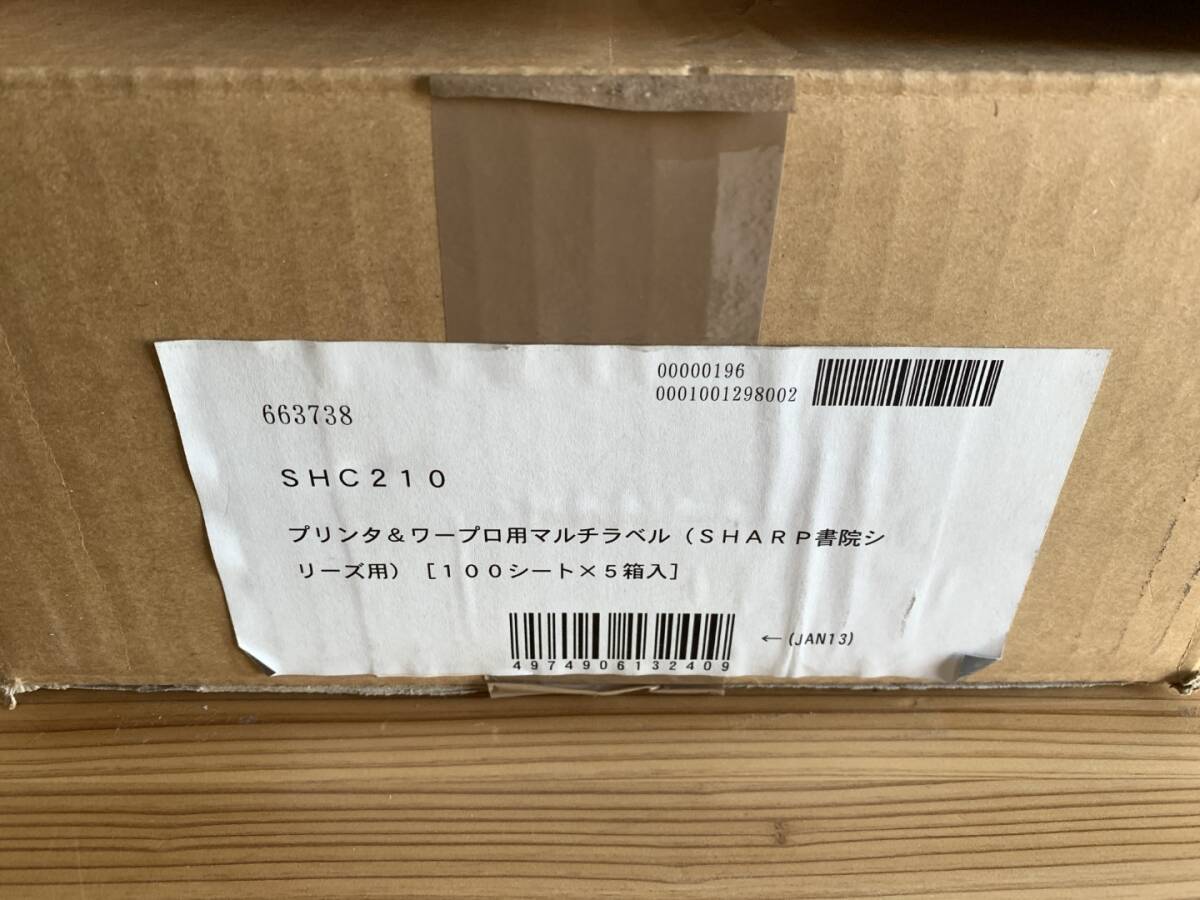 00000196
0001001298002
663738
SHC210
プリンタ&ワープロ用マルチラベル(SHARP書院シ
リーズ用)[100シート×5箱入]
←(JAN13)
4974906132409